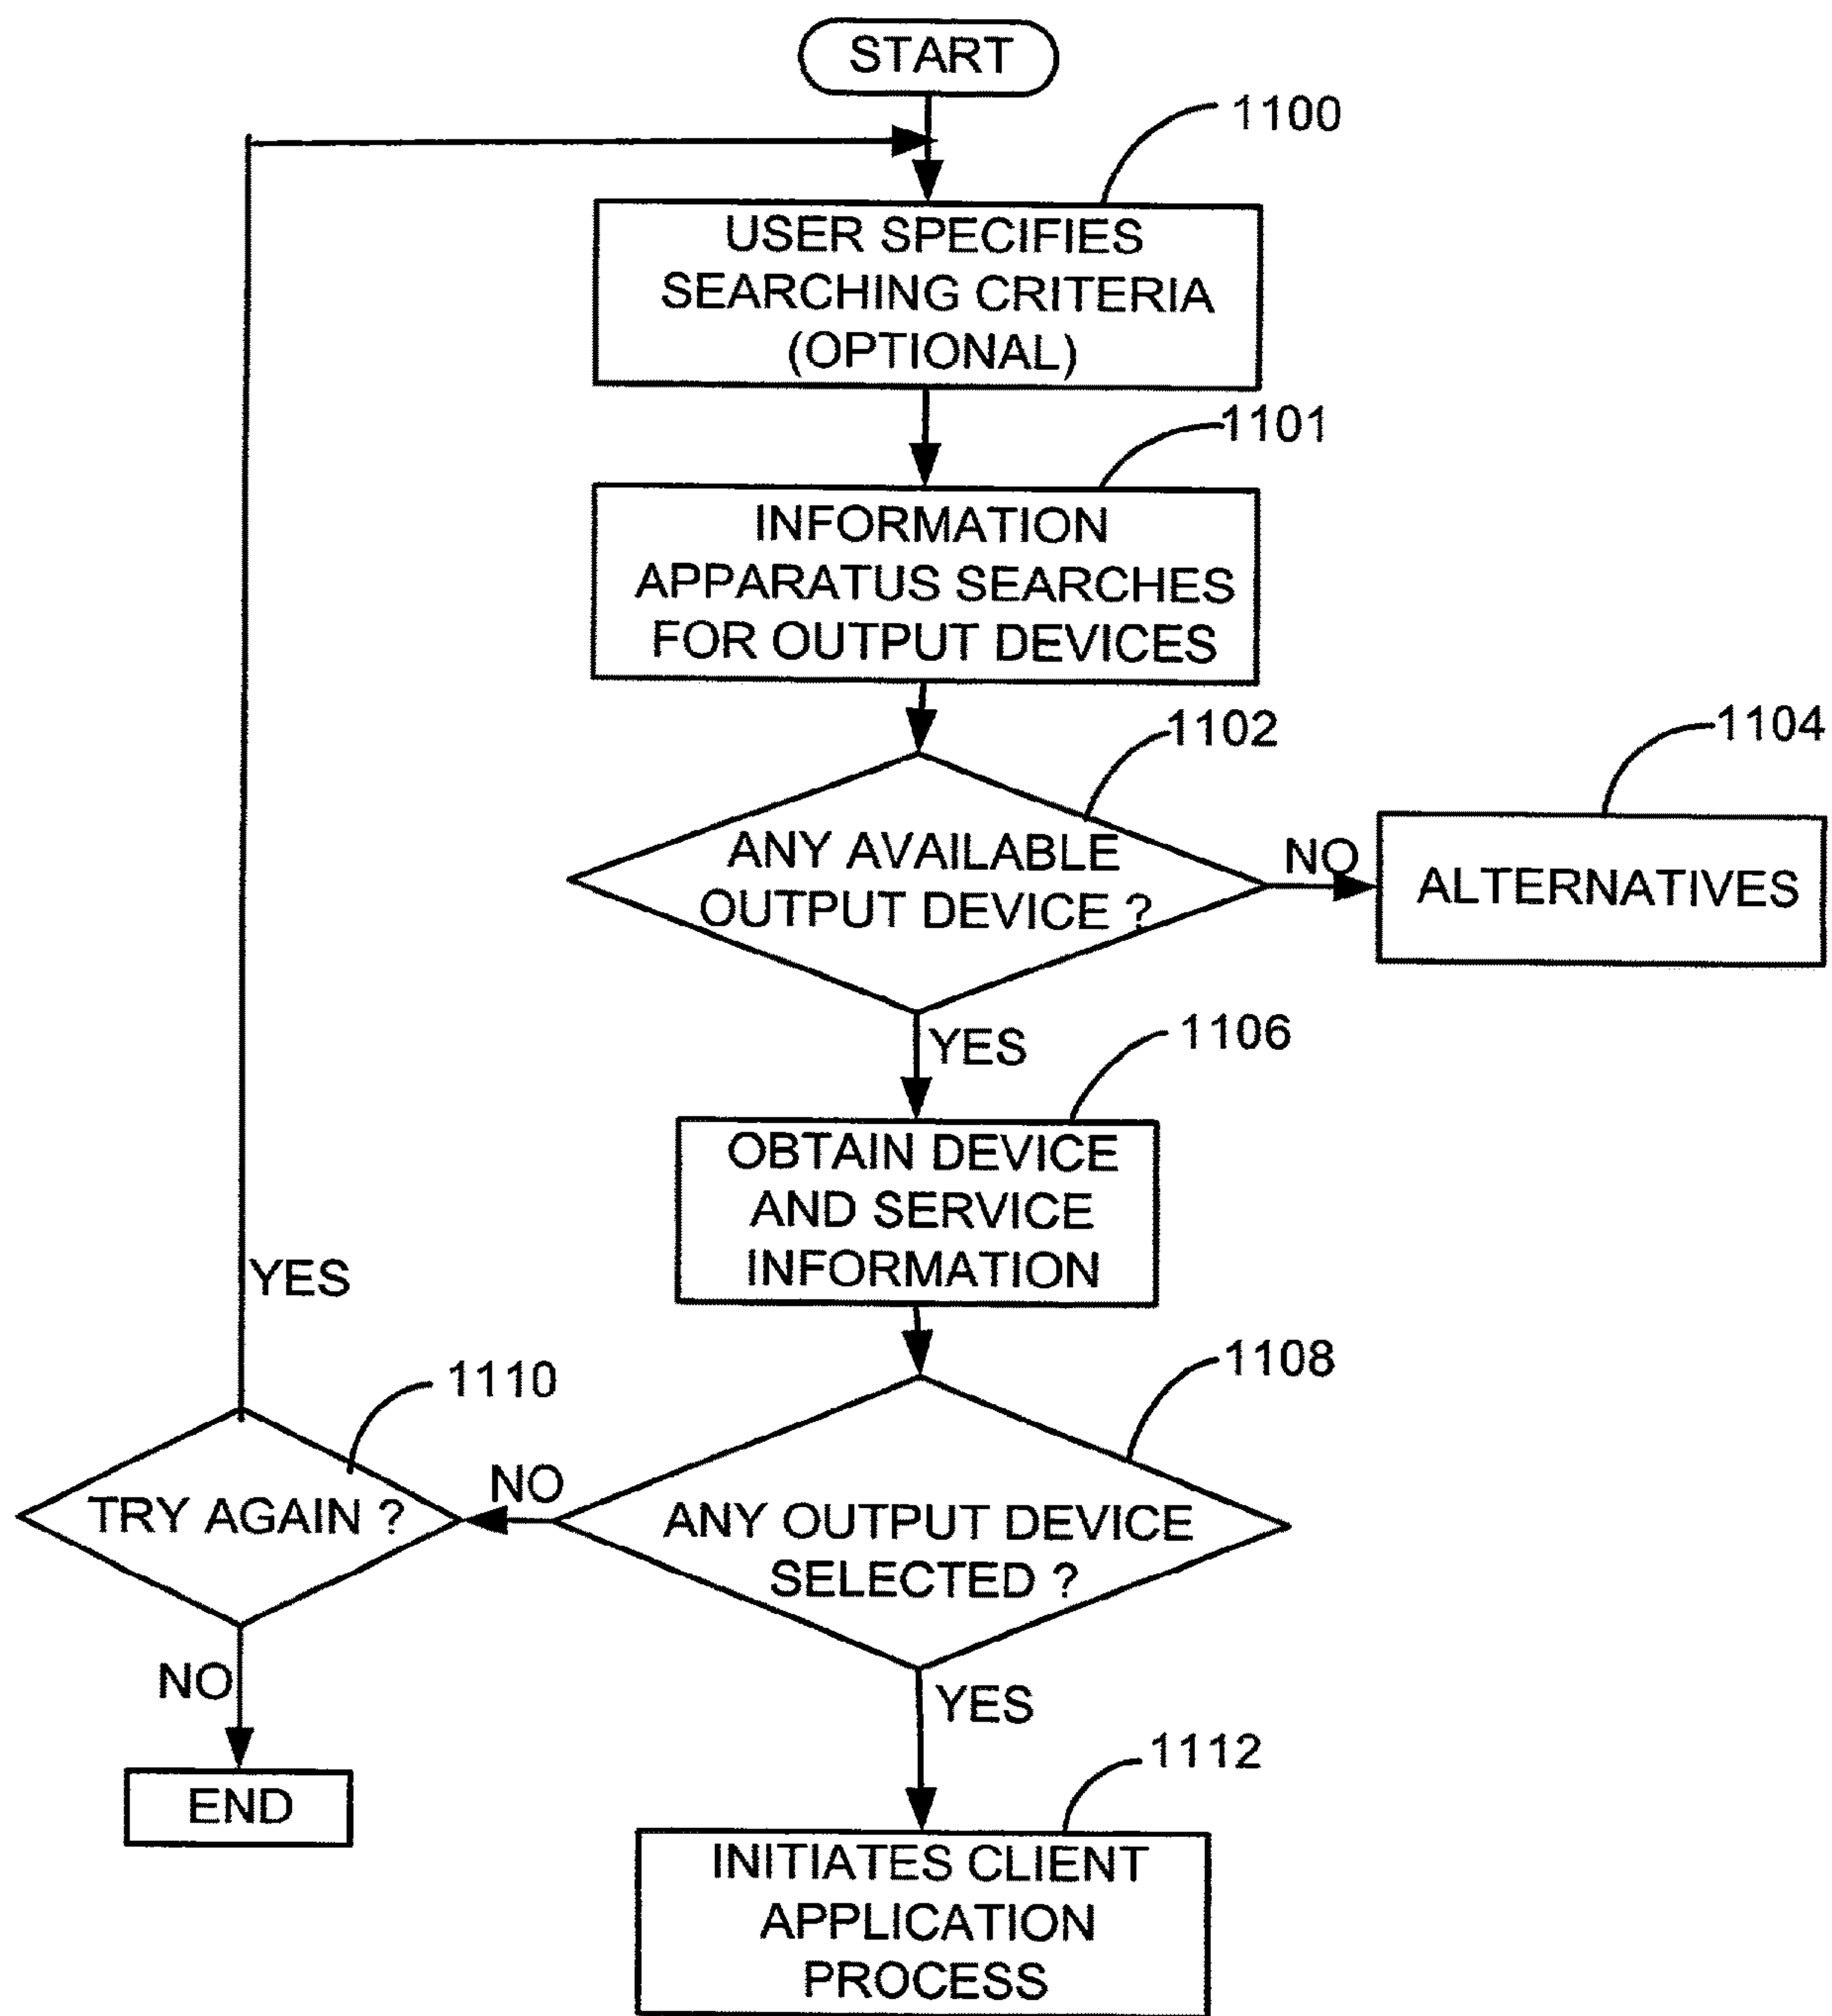 START
1100
USER SPECIFIES
SEARCHING CRITERIA
(OPTIONAL)
1101
INFORMATION
APPARATUS SEARCHES
FOR OUTPUT DEVICES
1102
1104
ANY AVAILABLE
OUTPUT DEVICE ?
NO
ALTERNATIVES
YES
1106
OBTAIN DEVICE
AND SERVICE
INFORMATION
YES
1108
1110
ANY OUTPUT DEVICE
SELECTED ?
NO
TRY AGAIN ?
NO
END
YES
1112
INITIATES CLIENT
APPLICATION
PROCESS